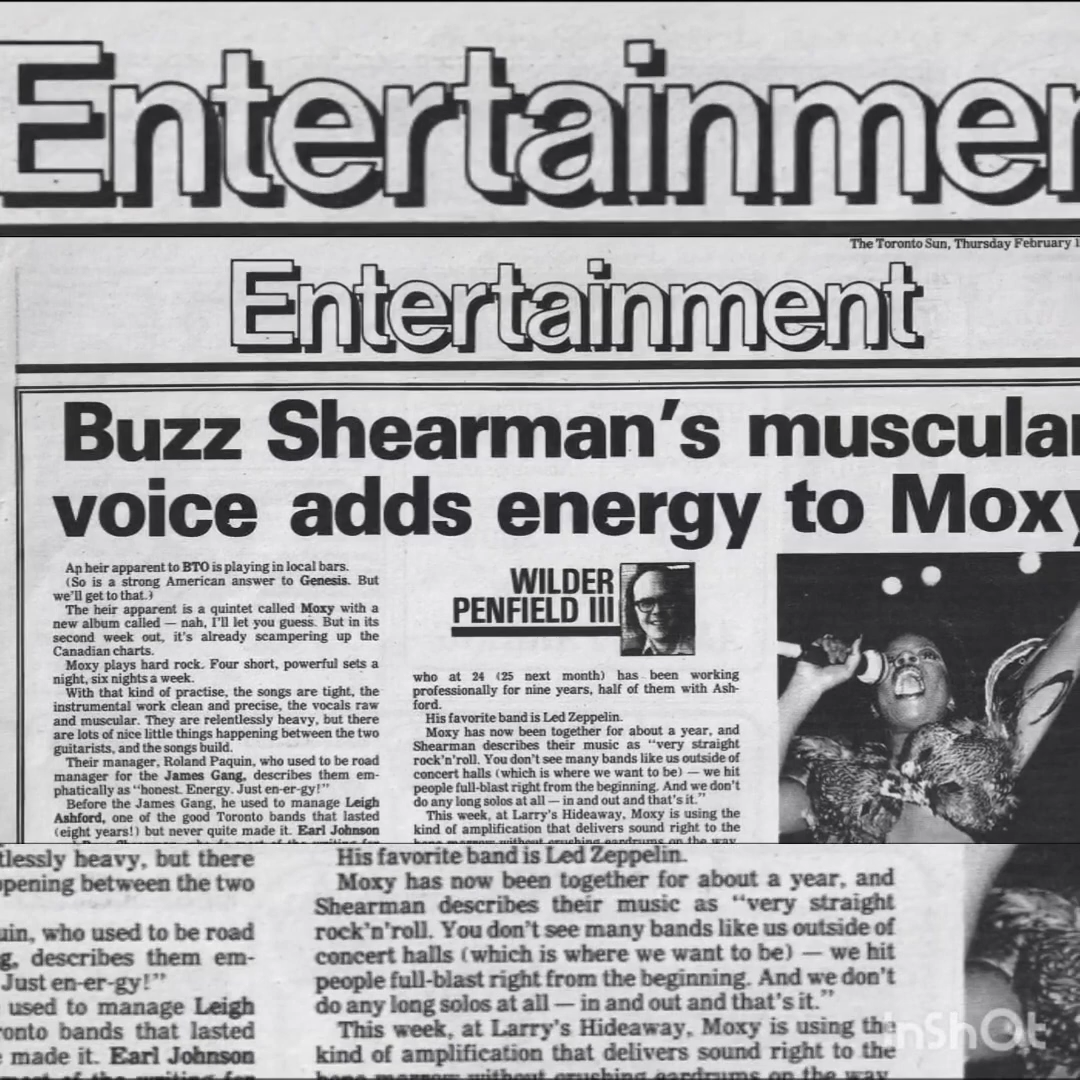 Entertainmen
The Toronto Sun, Thursday February 1
Entertainment
Buzz Shearman's muscular
voice adds energy to Moxy
An heir apparent to BTO is playing in local bars.
(So is a strong American answer to Genesis. But
we'll get to that.)
The heir apparent is a quintet called Moxy with a
new album called — nah, I'll let you guess. But in its
second week out, it's already scampering up the
Canadian charts.
Moxy plays hard rock. Four short, powerful sets a
night, six nights a week.
With that kind of practise, the songs are tight, the
instrumental work clean and precise, the vocals raw
and muscular. They are relentlessly heavy, but there
are lots of nice little things happening between the two
guitarists, and the songs build.
Their manager, Roland Paquin, who used to be road
manager for the James Gang, describes them em-
phatically as "honest. Energy. Just en-er-gy!"
Before the James Gang, he used to manage Leigh
Ashford, one of the good Toronto bands that lasted
(eight years!) but never quite made it. Earl Johnson
WILDER
PENFIELD III
who at 24 (25 next month) has been working
professionally for nine years, half of them with Ash-
ford.
His favorite band is Led Zeppelin.
Moxy has now been together for about a year, and
Shearman describes their music as "very straight
rock'n'roll. You don't see many bands like us outside of
concert halls (which is where we want to be) — we hit
people full-blast right from the beginning. And we don't
do any long solos at all — in and out and that's it."
This week, at Larry's Hideaway, Moxy is using the
kind of amplification that delivers sound right to the
bone marrow without crushing eardrums on the way.
tlessly heavy, but there
pening between the two
uin, who used to be road
g, describes them em-
Just en-er-gy!"
used to manage Leigh
ronto bands that lasted
made it. Earl Johnson
His favorite band is Led Zeppelin.
Moxy has now been together for about a year, and
Shearman describes their music as "very straight
rock'n'roll. You don't see many bands like us outside of
concert halls (which is where we want to be) — we hit
people full-blast right from the beginning. And we don't
do any long solos at all — in and out and that's it."
This week, at Larry's Hideaway, Moxy is using the
kind of amplification that delivers sound right to the
bone marrow without crushing eardrums on the way.
InShOt